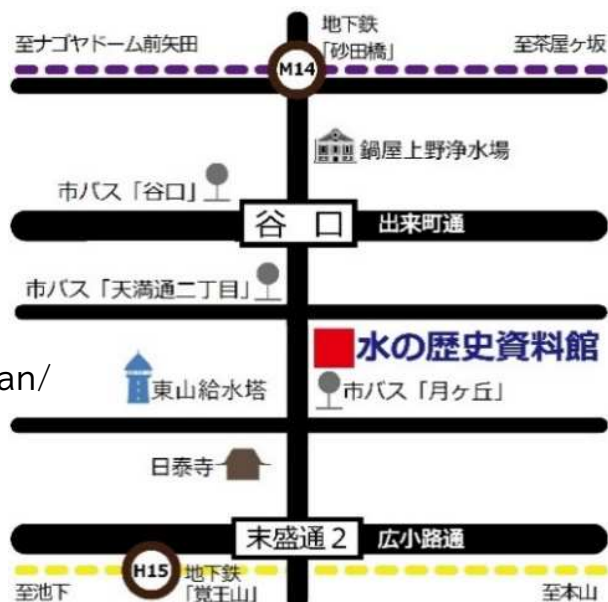 地下鉄
「砂田橋」
至ナゴヤドーム前矢田
至茶屋ヶ坂
M14
鍋屋上野浄水場
市バス「谷口」
谷 口
出来町通
市バス「天満通二丁目」
水の歴史資料館
an/
東山給水塔
市バス「月ヶ丘」
日泰寺
末盛通2
広小路通
H15
地下鉄
「覚王山」
至池下
至本山